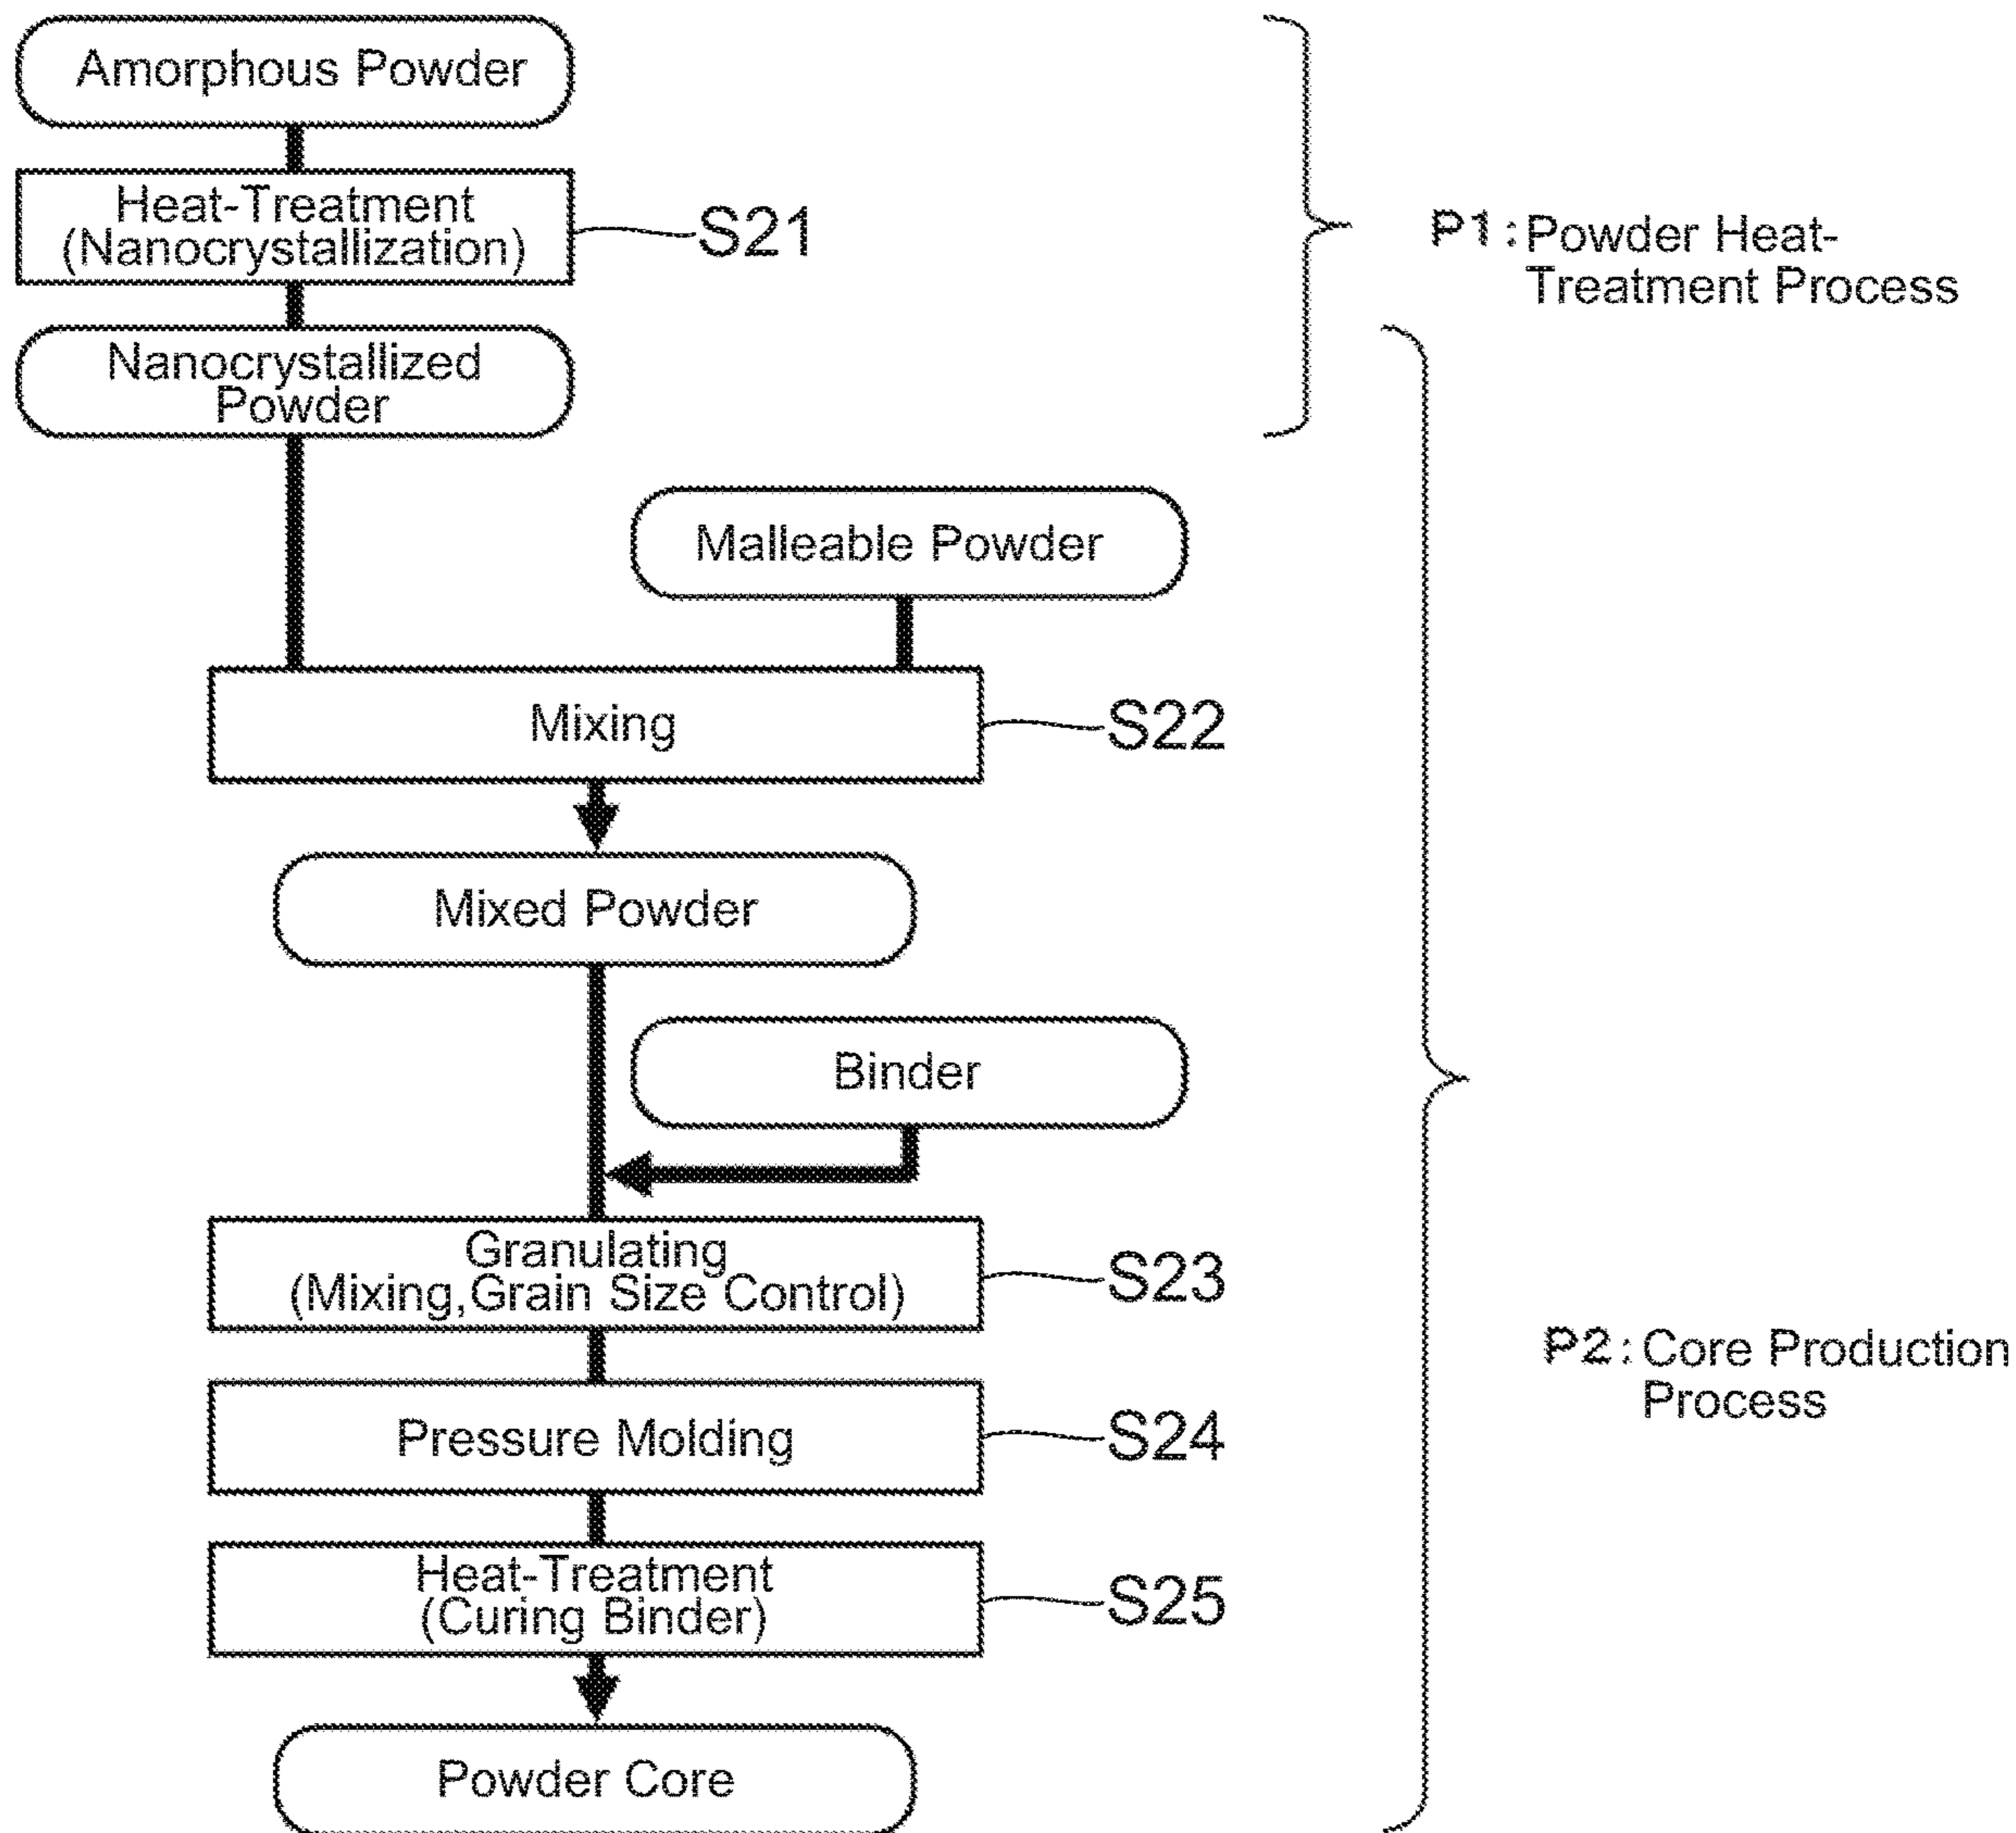 Amorphous Powder
Heat-Treatment
(Nanocrystallization)
S21
P1:Powder Heat-
Treatment Process
Nanocrystallized
Powder
Malleable Powder
Mixing
S22
Mixed Powder
Binder
Granulating
(Mixing,Grain Size Control)
S23
P2:Core Production
Process
Pressure Molding
S24
Heat-Treatment
(Curing Binder)
S25
Powder Core